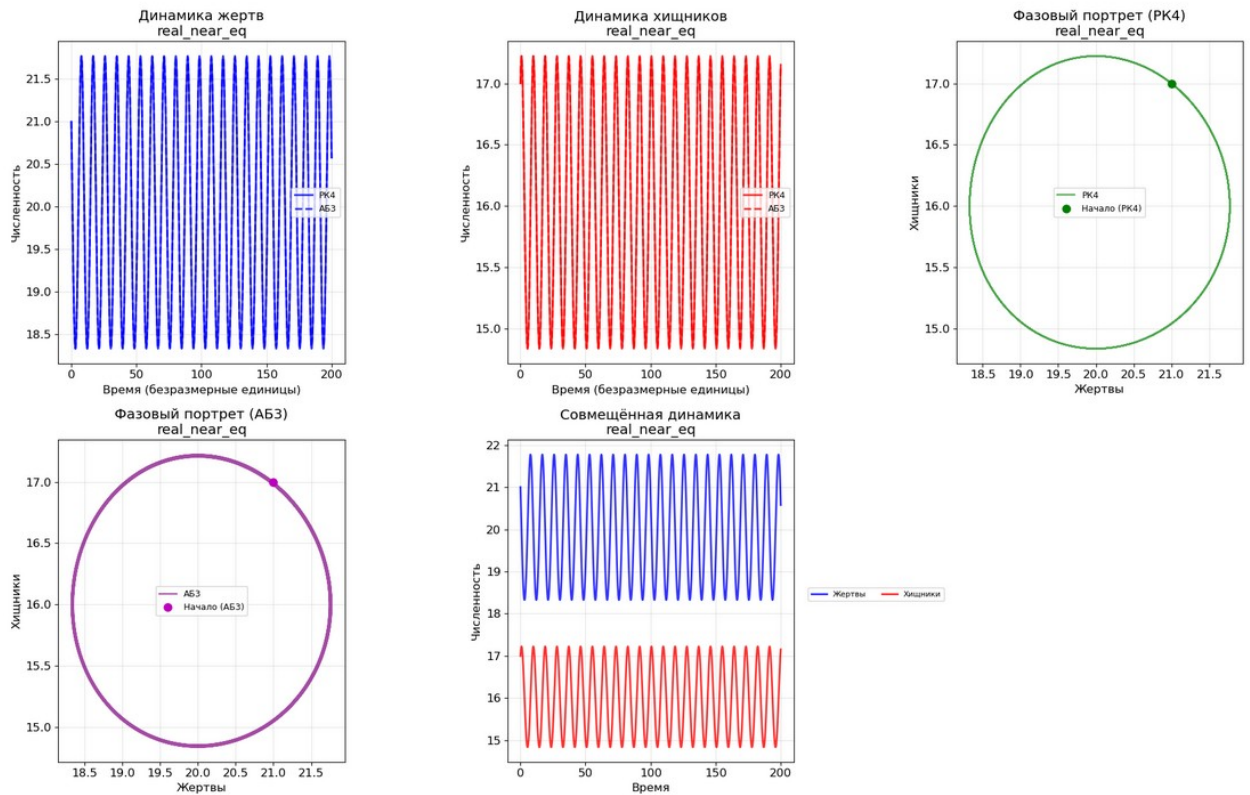 Динамика жертв
real_near_eq
Численность
21.5
21.0
20.5
20.0
19.5
19.0
18.5
РК4
АБ3
0
50
100
150
200
Время (безразмерные единицы)
Динамика хищников
real_near_eq
Численность
17.0
16.5
16.0
15.5
15.0
РК4
АБ3
0
50
100
150
200
Время (безразмерные единицы)
Фазовый портрет (РК4)
real_near_eq
Хищники
17.0
16.5
16.0
15.5
15.0
РК4
Начало (РК4)
18.5 19.0 19.5 20.0 20.5 21.0 21.5
Жертвы
Фазовый портрет (АБ3)
real_near_eq
Хищники
17.0
16.5
16.0
15.5
15.0
АБ3
Начало (АБ3)
18.5 19.0 19.5 20.0 20.5 21.0 21.5
Жертвы
Совмещённая динамика
real_near_eq
Численность
22
21
20
19
18
17
16
15
0
50
100
150
200
Время
Жертвы
Хищники